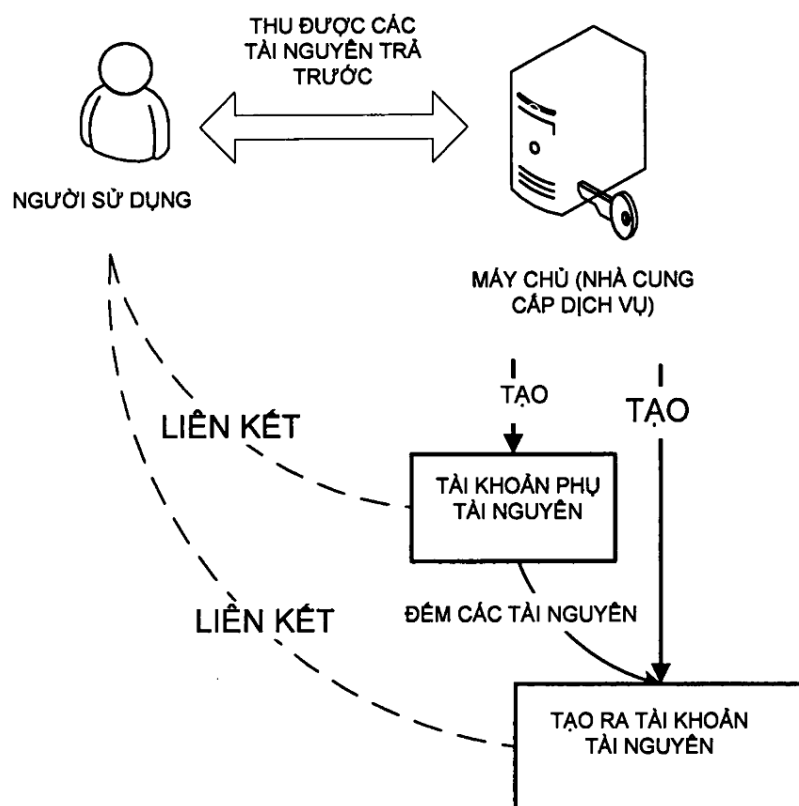 THU ĐƯỢC CÁC
TÀI NGUYÊN TRẢ
TRƯỚC
NGƯỜI SỬ DỤNG
MÁY CHỦ (NHÀ CUNG
CẤP DỊCH VỤ)
TẠO
TẠO
LIÊN KẾT
TÀI KHOẢN PHỤ
TÀI NGUYÊN
LIÊN KẾT
ĐẾM CÁC TÀI NGUYÊN
TẠO RA TÀI KHOẢN
TÀI NGUYÊN